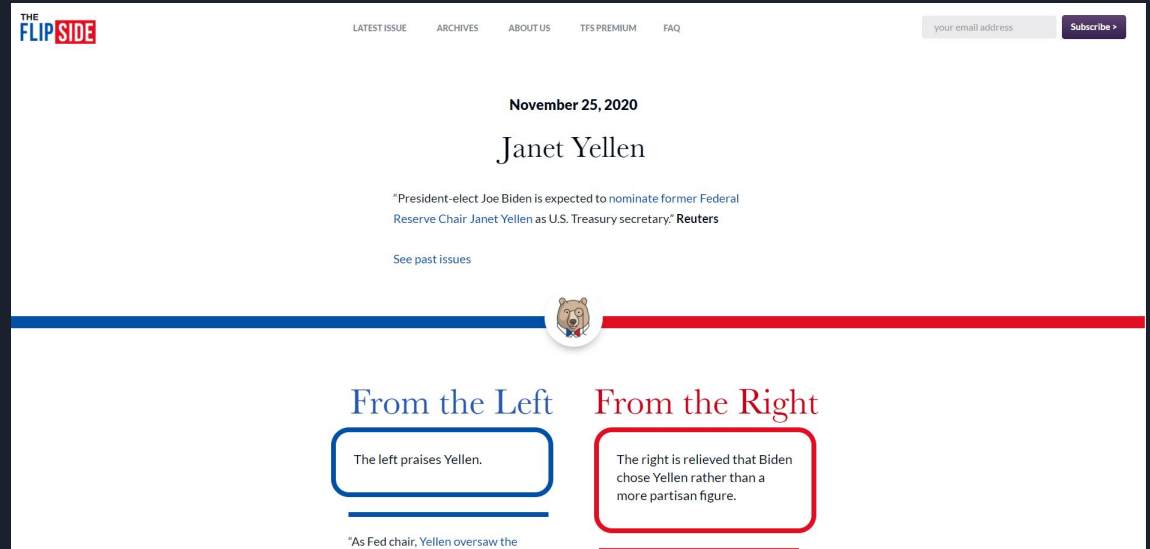 THE
FLIP SIDE
LATEST ISSUE ARCHIVES ABOUT US TFS PREMIUM FAQ
your email address
Subscribe >
November 25, 2020
Janet Yellen
“President-elect Joe Biden is expected to nominate former Federal
Reserve Chair Janet Yellen as U.S. Treasury secretary.” Reuters
See past issues
From the Left
The left praises Yellen.
“As Fed chair, Yellen oversaw the
From the Right
The right is relieved that Biden
chose Yellen rather than a
more partisan figure.